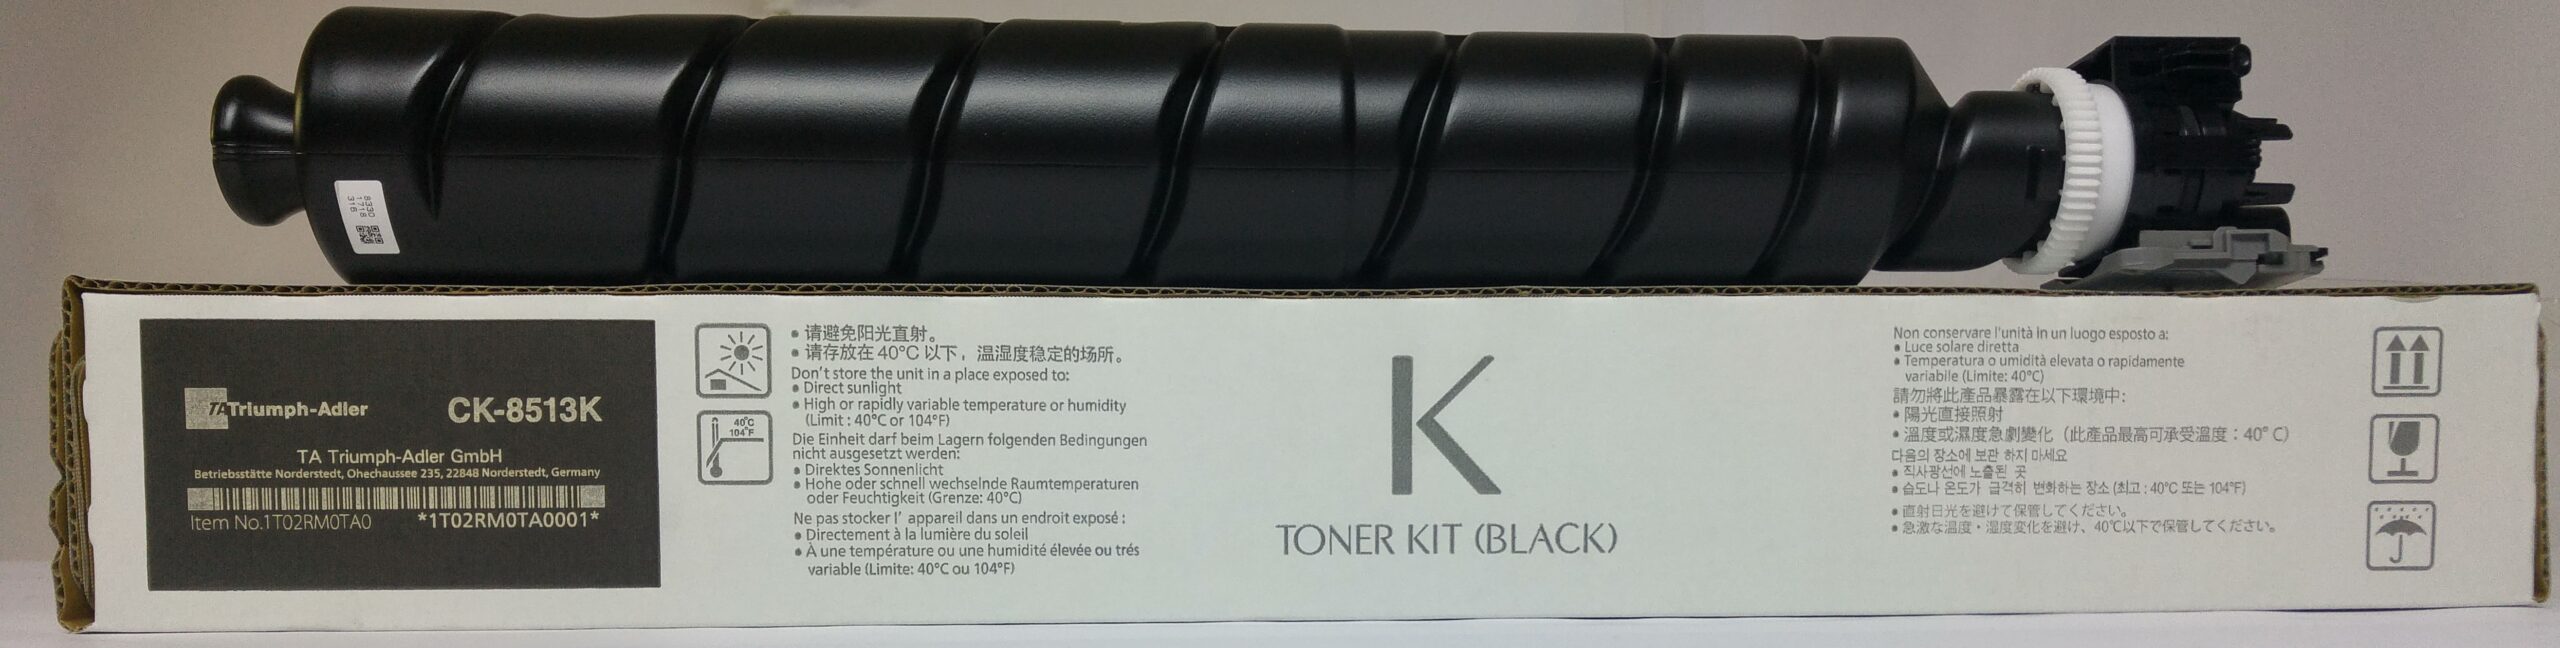 8330
1718
318
TA Triumph-Adler
CK-8513K
TA Triumph-Adler GmbH
Betriebsstätte Norderstedt, Ohechaussee 235, 22848 Norderstedt, Germany
Item No.1T02RM0TA0
*1T02RM0TA0001*
40°C
104°F
• 请避免阳光直射。
• 请存放在 40°C 以下，温湿度稳定的场所。
Don't store the unit in a place exposed to:
• Direct sunlight
• High or rapidly variable temperature or humidity
(Limit : 40°C or 104°F)
Die Einheit darf beim Lagern folgenden Bedingungen
nicht ausgesetzt werden:
• Direktes Sonnenlicht
• Hohe oder schnell wechselnde Raumtemperaturen
oder Feuchtigkeit (Grenze: 40°C)
Ne pas stocker l' appareil dans un endroit exposé :
• Directement à la lumière du soleil
• À une température ou une humidité élevée ou trés
variable (Limite: 40°C ou 104°F)
K
TONER KIT (BLACK)
Non conservare l'unità in un luogo esposto a:
• Luce solare diretta
• Temperatura o umidità elevata o rapidamente
variabile (Limite: 40°C)
請勿將此產品暴露在以下環境中:
• 陽光直接照射
• 溫度或濕度急劇變化（此產品最高可承受溫度：40° C）
다음의 장소에 보관 하지 마세요
• 직사광선에 노출된 곳
• 습도나 온도가 급격히 변화하는 장소 (최고 : 40°C 또는 104°F)
• 直射日光を避けて保管してください。
• 急激な温度・湿度変化を避け、40℃以下で保管してください。